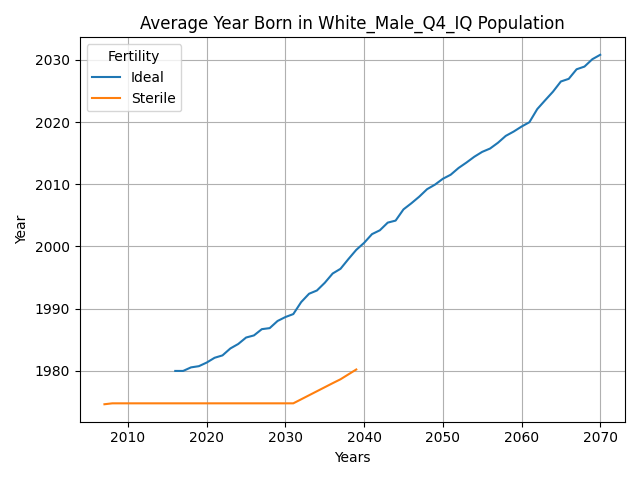 Average Year Born in White_Male_Q4_IQ Population
Fertility
Ideal
Sterile
Year
2030
2020
2010
2000
1990
1980
2010 2020 2030 2040 2050 2060 2070
Years